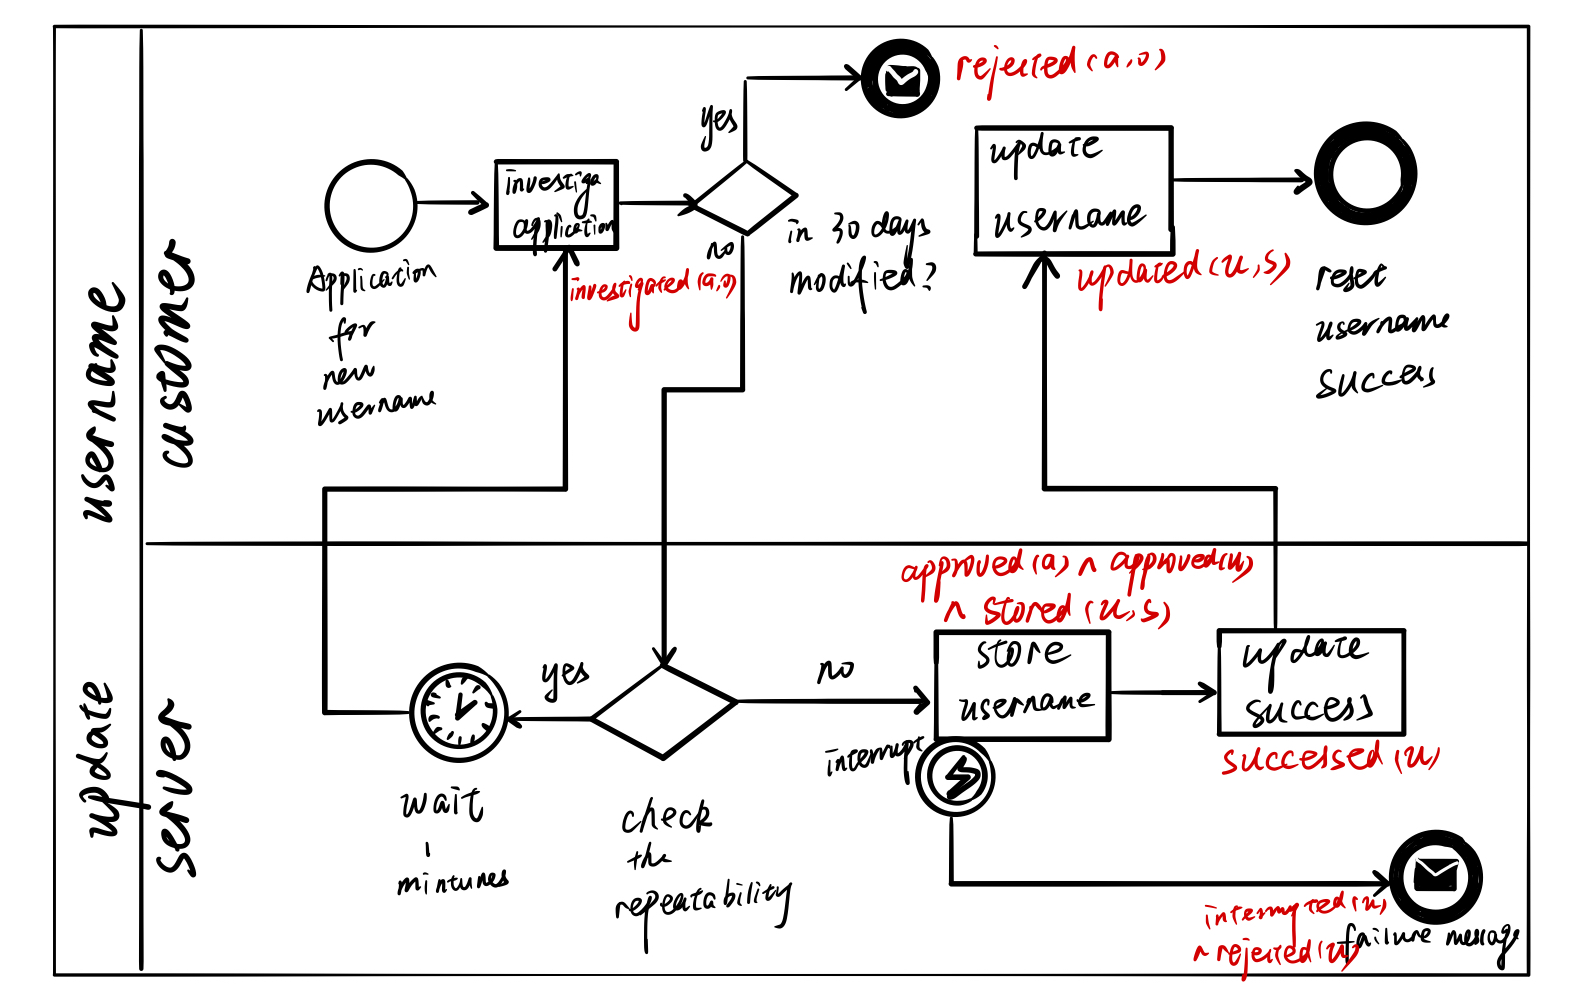 update username
customer
server
Application
for
new
username
investiga
application
investigated (a,o)
yes
no
in 30 days
modified?
rejected (a,o)
update
username
updated (u,s)
reset
username
success
yes
no
wait
1
mintunes
check
the
repeatability
approved (a) ∧ approved(u)
∧ stored (u,s)
store
username
interrupt
update
success
successed (u)
interrupted (u)
∧ rejected (u)
failure message